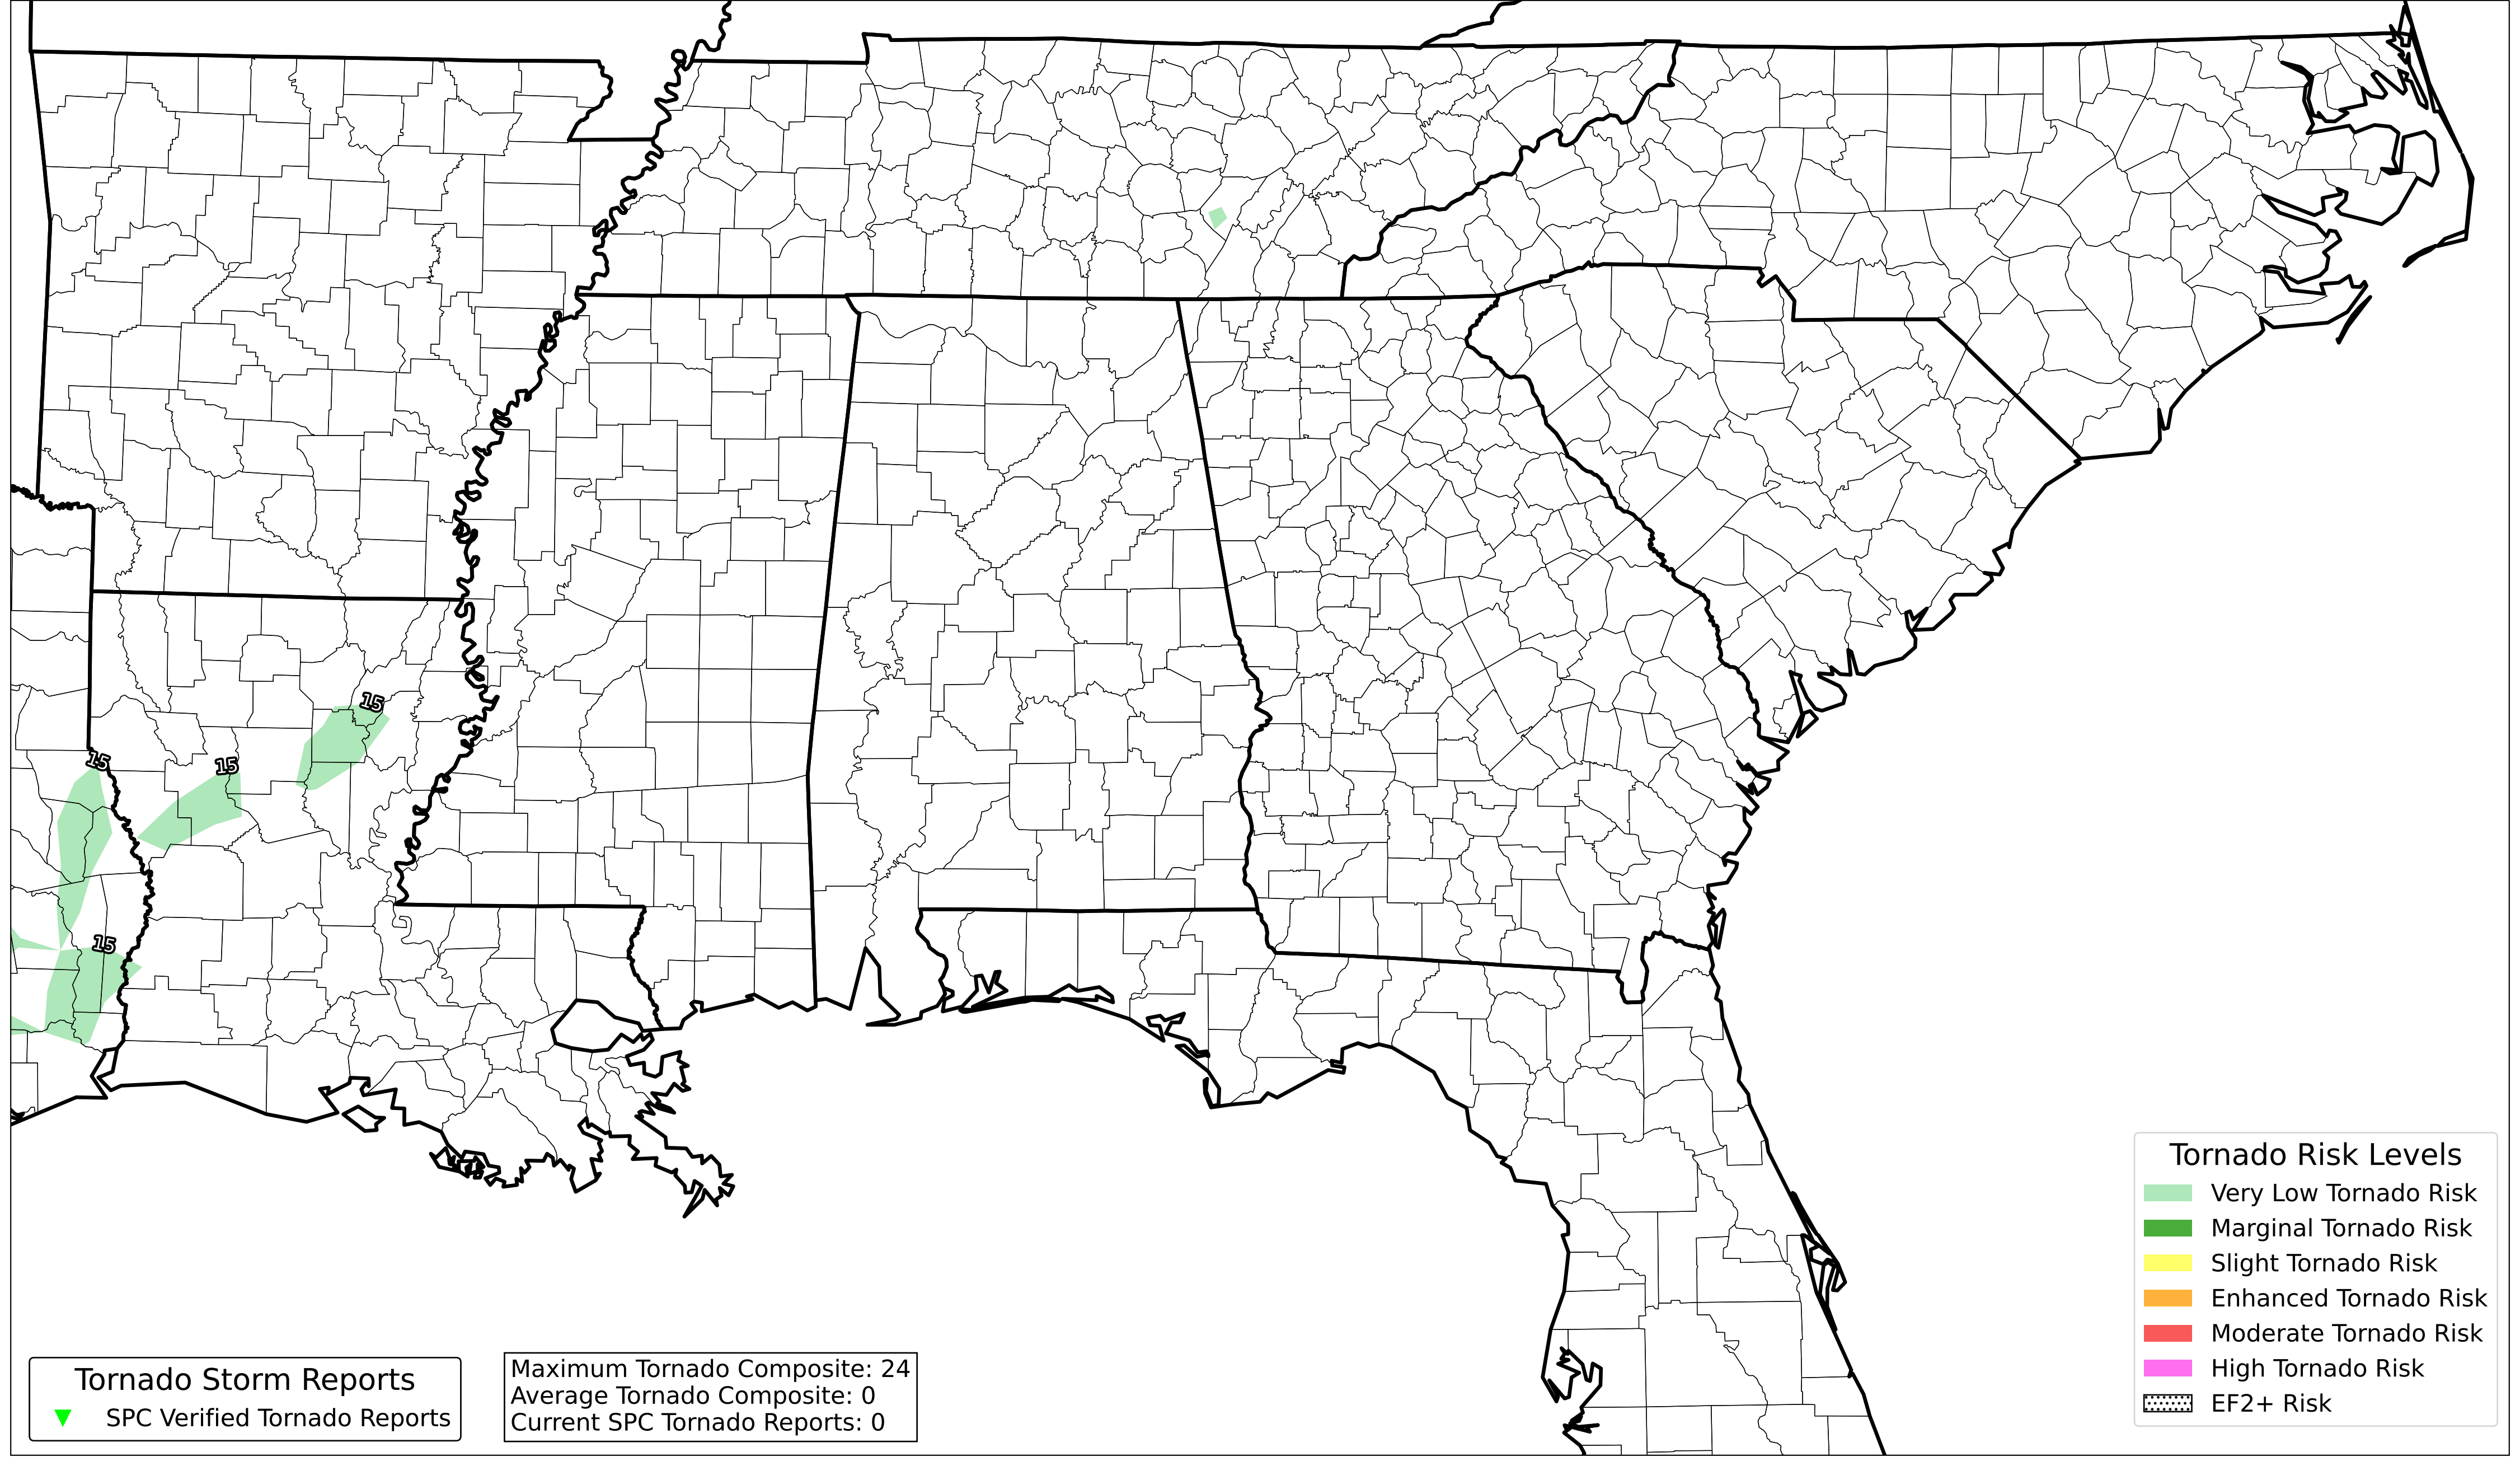 15
15
15
15
Tornado Risk Levels
Very Low Tornado Risk
Marginal Tornado Risk
Slight Tornado Risk
Enhanced Tornado Risk
Moderate Tornado Risk
High Tornado Risk
EF2+ Risk
Tornado Storm Reports
SPC Verified Tornado Reports
Maximum Tornado Composite: 24
Average Tornado Composite: 0
Current SPC Tornado Reports: 0